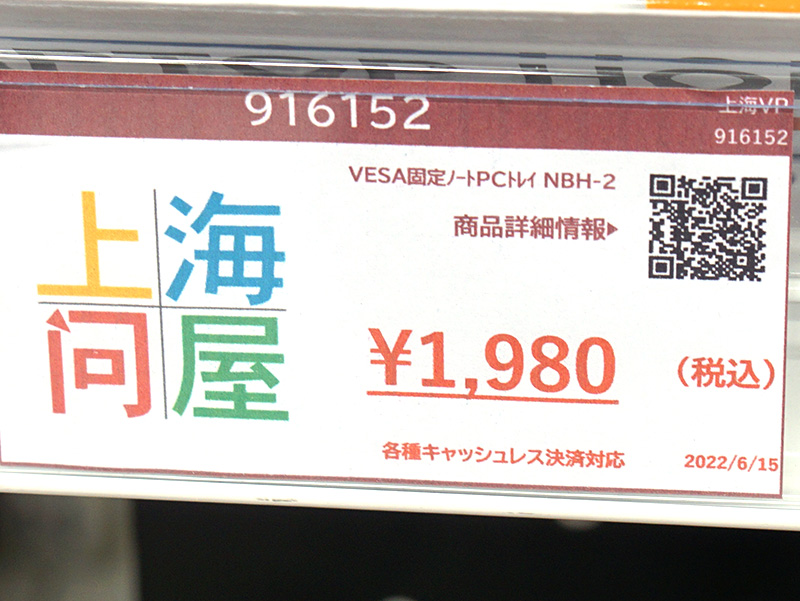 916152
上海VP
916152
VESA固定ノートPCトレイ NBH-2
商品詳細情報▶
上海
问屋
¥1,980
(税込)
各種キャッシュレス決済対応
2022/6/15